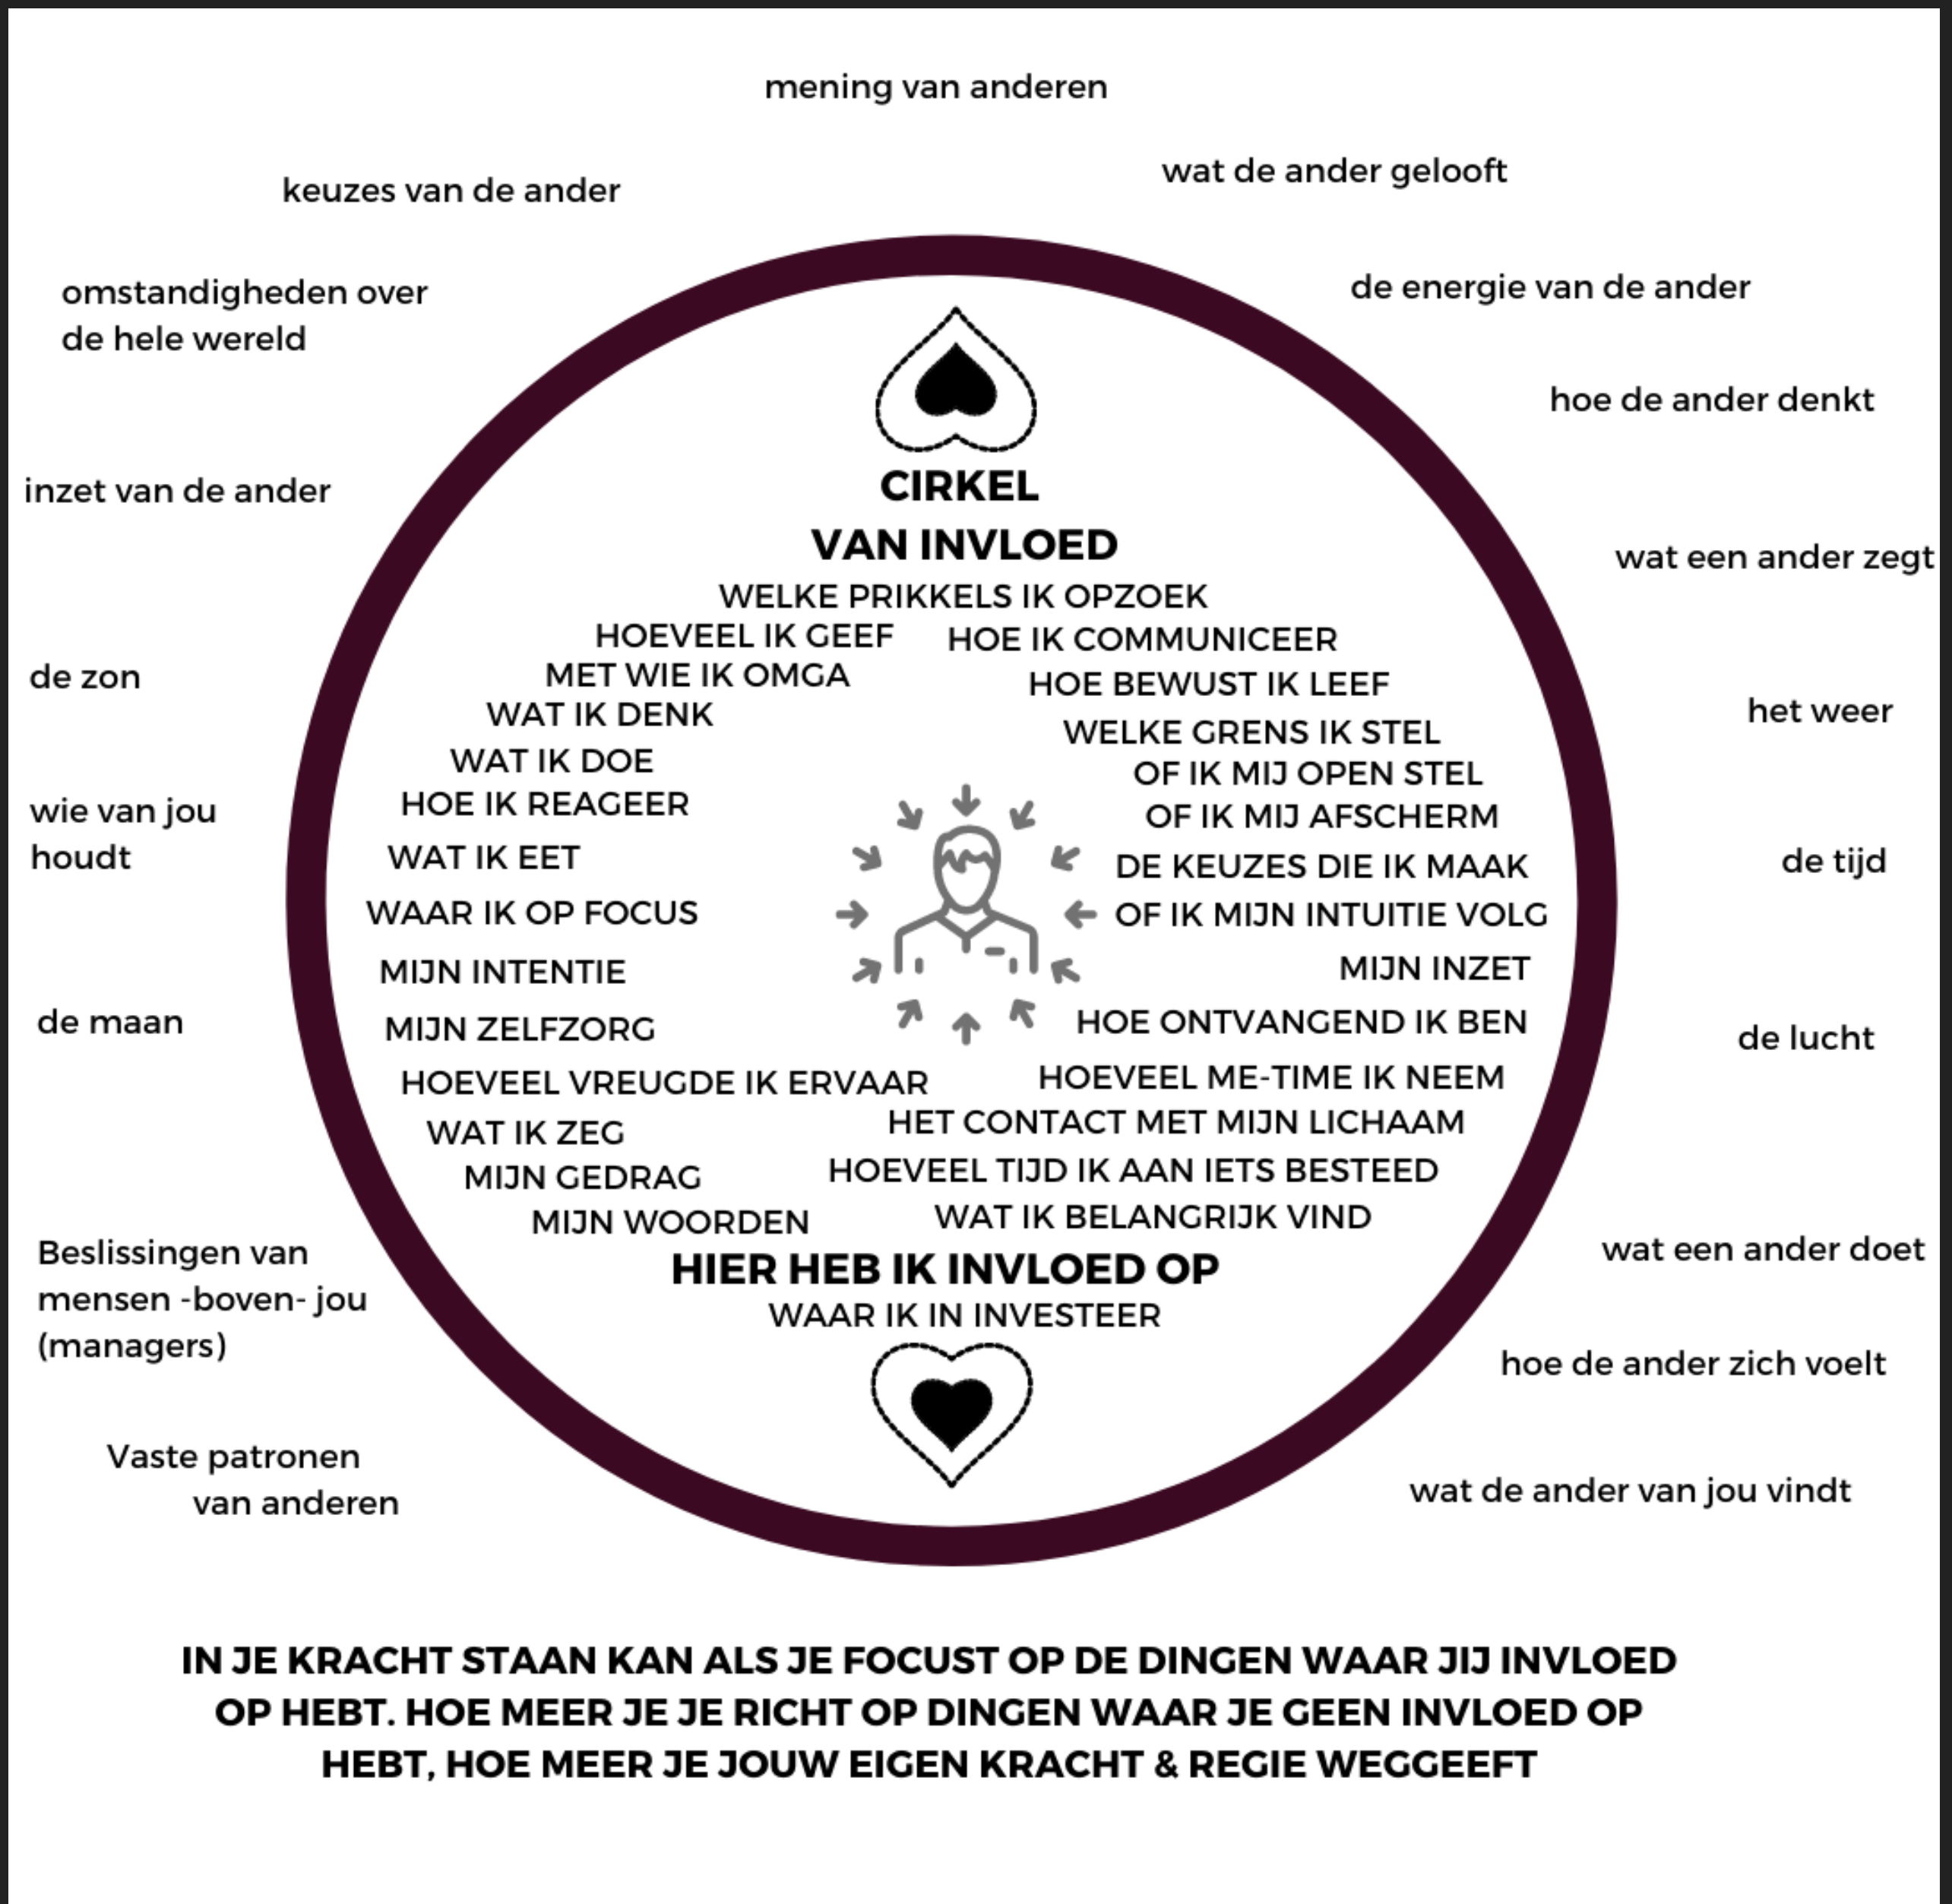 mening van anderen
wat de ander gelooft
keuzes van de ander
de energie van de ander
omstandigheden over
de hele wereld
hoe de ander denkt
inzet van de ander
wat een ander zegt
de zon
het weer
wie van jou
houdt
de tijd
de maan
de lucht
Beslissingen van
mensen -boven- jou
(managers)
wat een ander doet
hoe de ander zich voelt
Vaste patronen
van anderen
wat de ander van jou vindt
CIRKEL
VAN INVLOED
WELKE PRIKKELS IK OPZOEK
HOEVEEL IK GEEF
MET WIE IK OMGA
WAT IK DENK
WAT IK DOE
HOE IK REAGEER
WAT IK EET
WAAR IK OP FOCUS
MIJN INTENTIE
MIJN ZELFZORG
HOEVEEL VREUGDE IK ERVAAR
WAT IK ZEG
MIJN GEDRAG
MIJN WOORDEN
HOE IK COMMUNICEER
HOE BEWUST IK LEEF
WELKE GRENS IK STEL
OF IK MIJ OPEN STEL
OF IK MIJ AFSCHERM
DE KEUZES DIE IK MAAK
OF IK MIJN INTUITIE VOLG
MIJN INZET
HOE ONTVANGEND IK BEN
HOEVEEL ME-TIME IK NEEM
HET CONTACT MET MIJN LICHAAM
HOEVEEL TIJD IK AAN IETS BESTEED
WAT IK BELANGRIJK VIND
HIER HEB IK INVLOED OP
WAAR IK IN INVESTEER
IN JE KRACHT STAAN KAN ALS JE FOCUST OP DE DINGEN WAAR JIJ INVLOED
OP HEBT. HOE MEER JE JE RICHT OP DINGEN WAAR JE GEEN INVLOED OP
HEBT, HOE MEER JE JOUW EIGEN KRACHT & REGIE WEGGEEFT